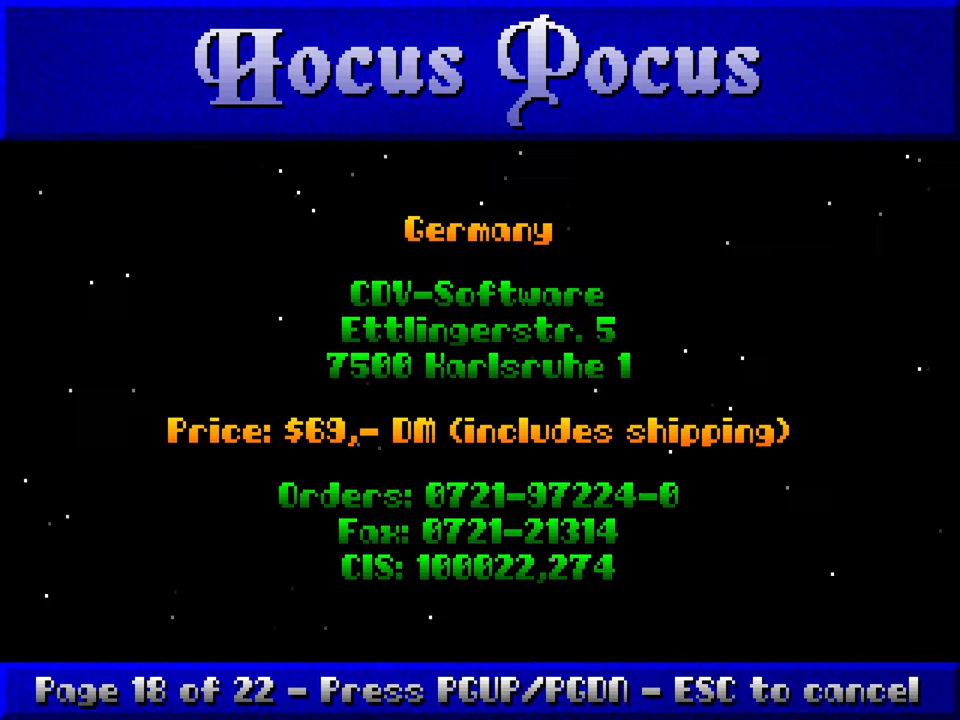 Hocus Pocus
Germany
CDV-Software
Ettlingerstr. 5
7500 Karlsruhe 1
Price: $69,- DM (includes shipping)
Orders: 0721-97224-0
Fax: 0721-21314
CIS: 100022,274
Page 18 of 22 - Press PGUP/PGDN - ESC to cancel